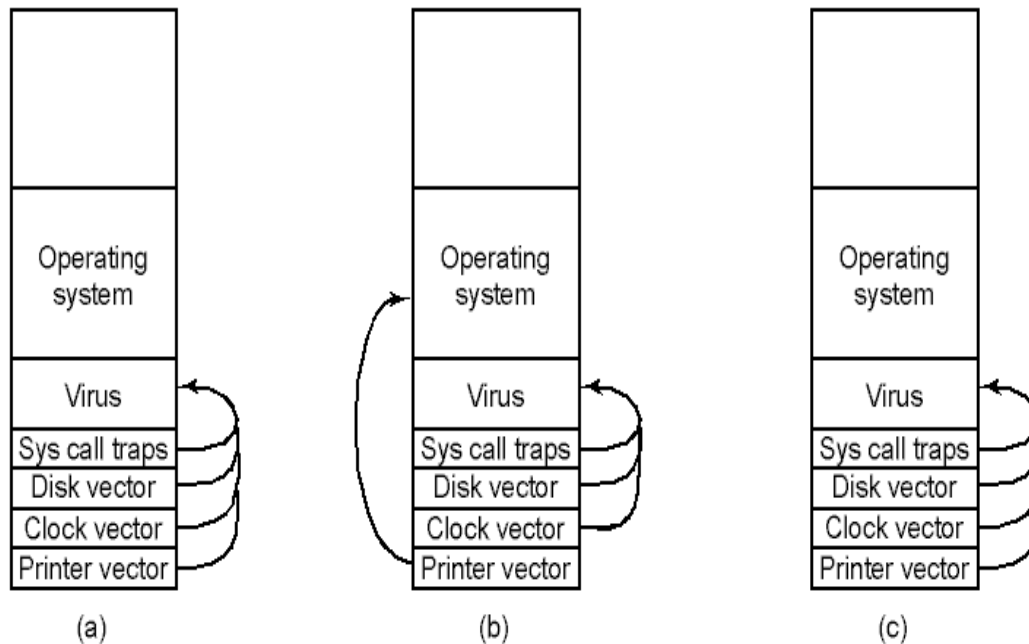 Operating
system
Virus
Sys call traps
Disk vector
Clock vector
Printer vector
(a)
Operating
system
Virus
Sys call traps
Disk vector
Clock vector
Printer vector
(b)
Operating
system
Virus
Sys call traps
Disk vector
Clock vector
Printer vector
(c)